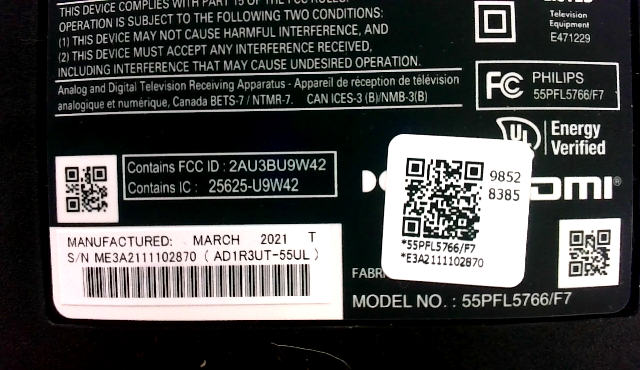 THIS DEVICE COMPLIES WITH PART 15 OF THE FCC RULES.
OPERATION IS SUBJECT TO THE FOLLOWING TWO CONDITIONS:
(1) THIS DEVICE MAY NOT CAUSE HARMFUL INTERFERENCE, AND
(2) THIS DEVICE MUST ACCEPT ANY INTERFERENCE RECEIVED,
INCLUDING INTERFERENCE THAT MAY CAUSE UNDESIRED OPERATION.
Analog and Digital Television Receiving Apparatus - Appareil de réception de télévision
analogique et numérique, Canada BETS-7 / NTMR-7. CAN ICES-3 (B)/NMB-3(B)
LISTED
Television
Equipment
E471229
FC PHILIPS
55PFL5766/F7
UL Energy
Verified
Contains FCC ID : 2AU3BU9W42
Contains IC : 25625-U9W42
9852
8385
*55PFL5766/F7
*E3A2111102870
DMI®
MANUFACTURED: MARCH 2021 T
S/N ME3A2111102870 ( AD1R3UT-55UL )
FABRI
MODEL NO. : 55PFL5766/F7